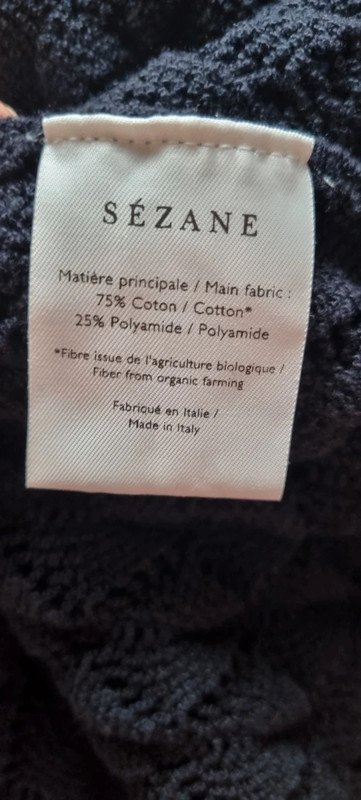 SÉZANE
Matière principale / Main fabric :
75% Coton / Cotton*
25% Polyamide / Polyamide
*Fibre issue de l'agriculture biologique /
Fiber from organic farming
Fabriqué en Italie /
Made in Italy